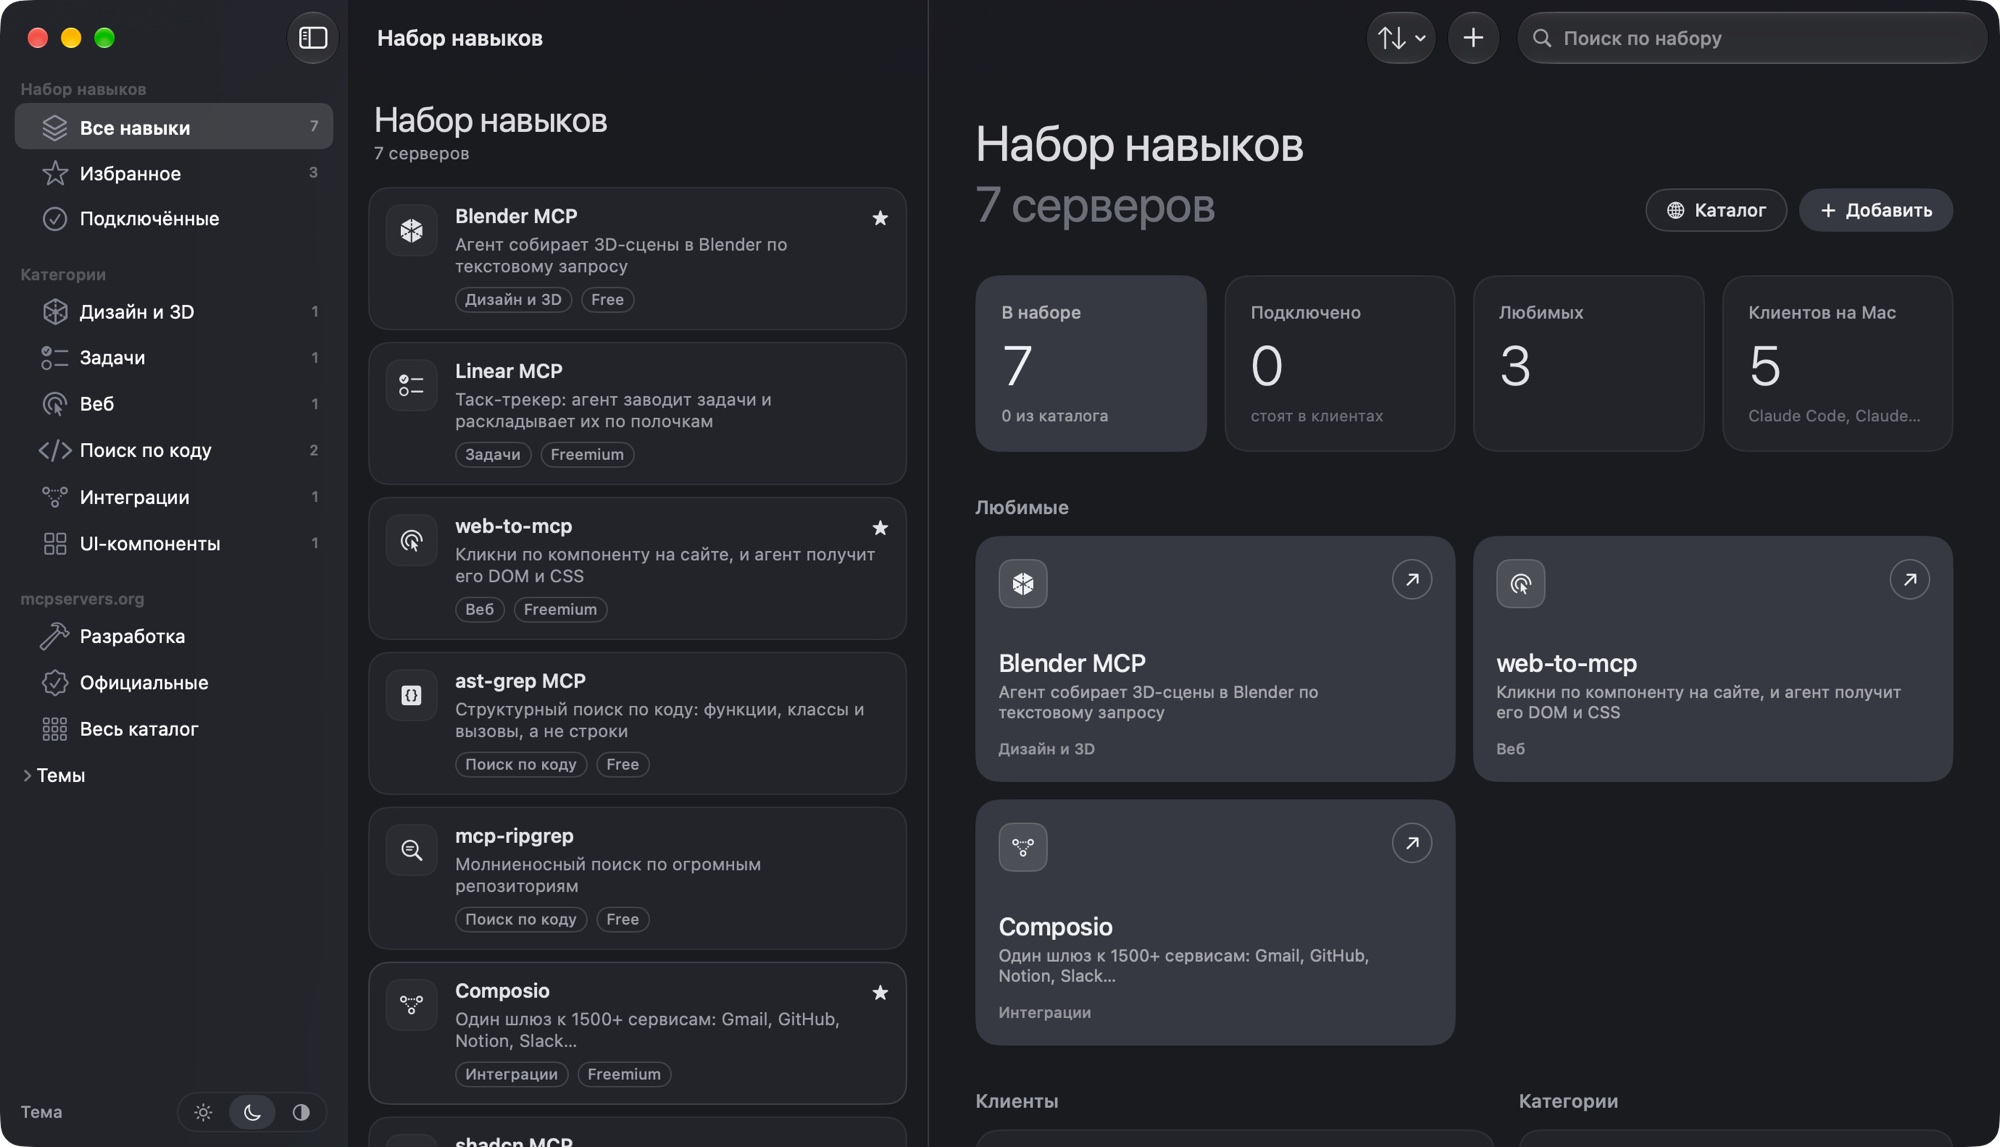 Набор навыков
Все навыки 7
Избранное 3
Подключённые
Категории
Дизайн и 3D 1
Задачи 1
Веб 1
Поиск по коду 2
Интеграции 1
UI-компоненты 1
mcpservers.org
Разработка
Официальные
Весь каталог
Темы
Тема
Набор навыков
Набор навыков
7 серверов
Blender MCP
Агент собирает 3D-сцены в Blender по
текстовому запросу
Дизайн и 3D Free
Linear MCP
Таск-трекер: агент заводит задачи и
раскладывает их по полочкам
Задачи Freemium
web-to-mcp
Кликни по компоненту на сайте, и агент получит
его DOM и CSS
Веб Freemium
ast-grep MCP
Структурный поиск по коду: функции, классы и
вызовы, а не строки
Поиск по коду Free
mcp-ripgrep
Молниеносный поиск по огромным
репозиториям
Поиск по коду Free
Composio
Один шлюз к 1500+ сервисам: Gmail, GitHub,
Notion, Slack...
Интеграции Freemium
shadcn MCP
Поиск по набору
Набор навыков
7 серверов
Каталог
+ Добавить
В наборе
7
0 из каталога
Подключено
0
стоят в клиентах
Любимых
3
Клиентов на Mac
5
Claude Code, Claude...
Любимые
Blender MCP
Агент собирает 3D-сцены в Blender по
текстовому запросу
Дизайн и 3D
web-to-mcp
Кликни по компоненту на сайте, и агент получит
его DOM и CSS
Веб
Composio
Один шлюз к 1500+ сервисам: Gmail, GitHub,
Notion, Slack...
Интеграции
Клиенты
Категории